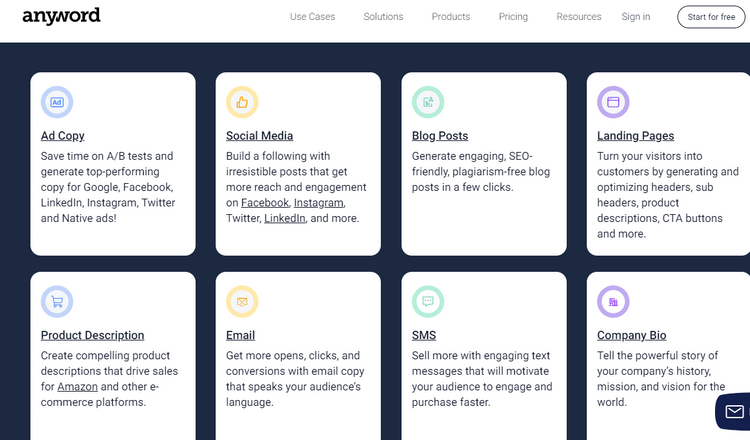 anyword
Use Cases Solutions Products Pricing Resources Sign in Start for free
Ad
Ad Copy
Save time on A/B tests and
generate top-performing
copy for Google, Facebook,
LinkedIn, Instagram, Twitter
and Native ads!
Social Media
Build a following with
irresistible posts that get
more reach and engagement
on Facebook, Instagram,
Twitter, LinkedIn, and more.
Blog Posts
Generate engaging, SEO-
friendly, plagiarism-free blog
posts in a few clicks.
Landing Pages
Turn your visitors into
customers by generating and
optimizing headers, sub
headers, product
descriptions, CTA buttons
and more.
Product Description
Create compelling product
descriptions that drive sales
for Amazon and other e-
commerce platforms.
Email
Get more opens, clicks, and
conversions with email copy
that speaks your audience's
language.
SMS
Sell more with engaging text
messages that will motivate
your audience to engage and
purchase faster.
Company Bio
Tell the powerful story of
your company's history,
mission, and vision for the
world.